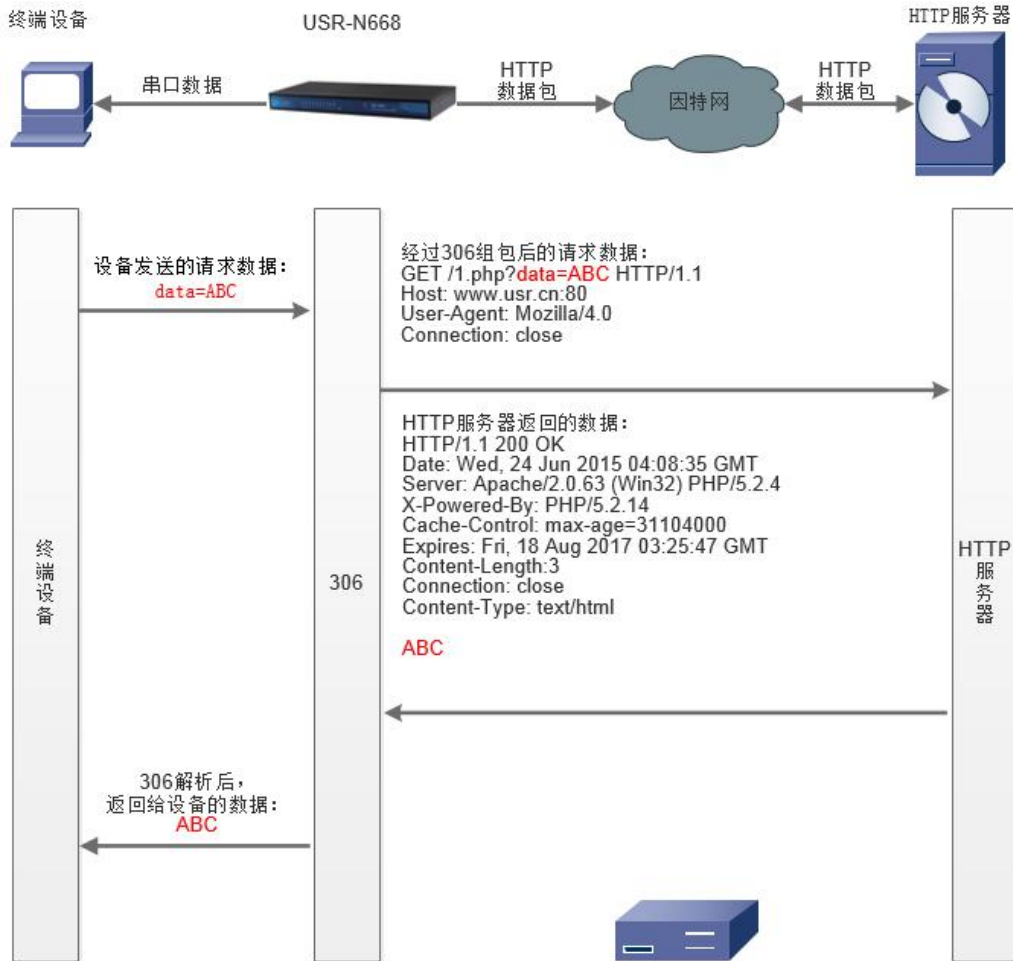 终端设备
USR-N668
HTTP服务器
串口数据
HTTP
数据包
因特网
HTTP
数据包
设备发送的请求数据：
data=ABC
经过306组包后的请求数据：
GET /1.php?data=ABC HTTP/1.1
Host: www.usr.cn:80
User-Agent: Mozilla/4.0
Connection: close
HTTP服务器返回的数据：
HTTP/1.1 200 OK
Date: Wed, 24 Jun 2015 04:08:35 GMT
Server: Apache/2.0.63 (Win32) PHP/5.2.4
X-Powered-By: PHP/5.2.14
Cache-Control: max-age=31104000
Expires: Fri, 18 Aug 2017 03:25:47 GMT
Content-Length:3
Connection: close
Content-Type: text/html
ABC
终端设备
306
HTTP
服务器
306解析后，
返回给设备的数据：
ABC